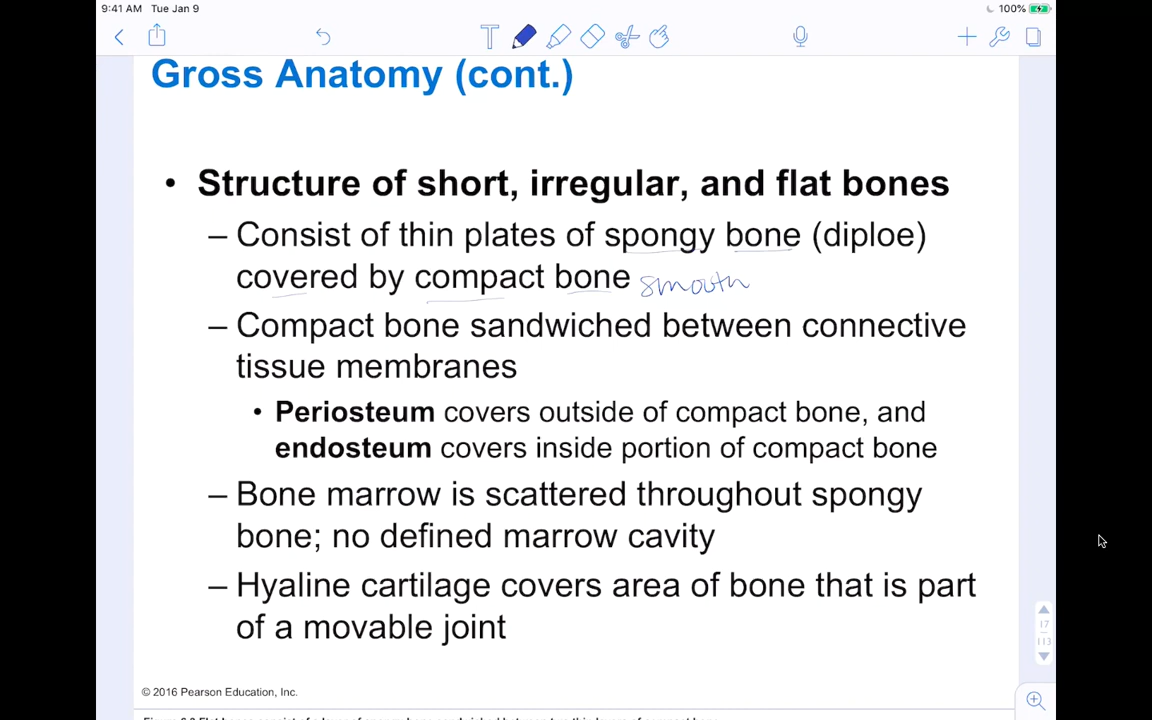 9:41 AM Tue Jan 9
100%
Gross Anatomy (cont.)
• Structure of short, irregular, and flat bones
– Consist of thin plates of spongy bone (diploe)
covered by compact bone smooth
– Compact bone sandwiched between connective
tissue membranes
• Periosteum covers outside of compact bone, and
endosteum covers inside portion of compact bone
– Bone marrow is scattered throughout spongy
bone; no defined marrow cavity
– Hyaline cartilage covers area of bone that is part
of a movable joint
17
113
© 2016 Pearson Education, Inc.